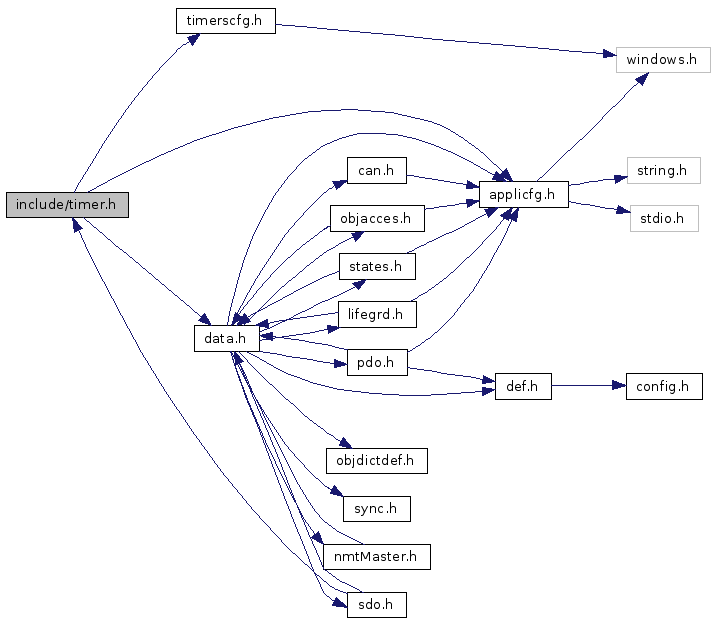 timerscfg.h
windows.h
can.h
string.h
applicfg.h
include/timer.h
objacces.h
stdio.h
states.h
lifegrd.h
data.h
pdo.h
def.h
config.h
objdictdef.h
sync.h
nmtMaster.h
sdo.h